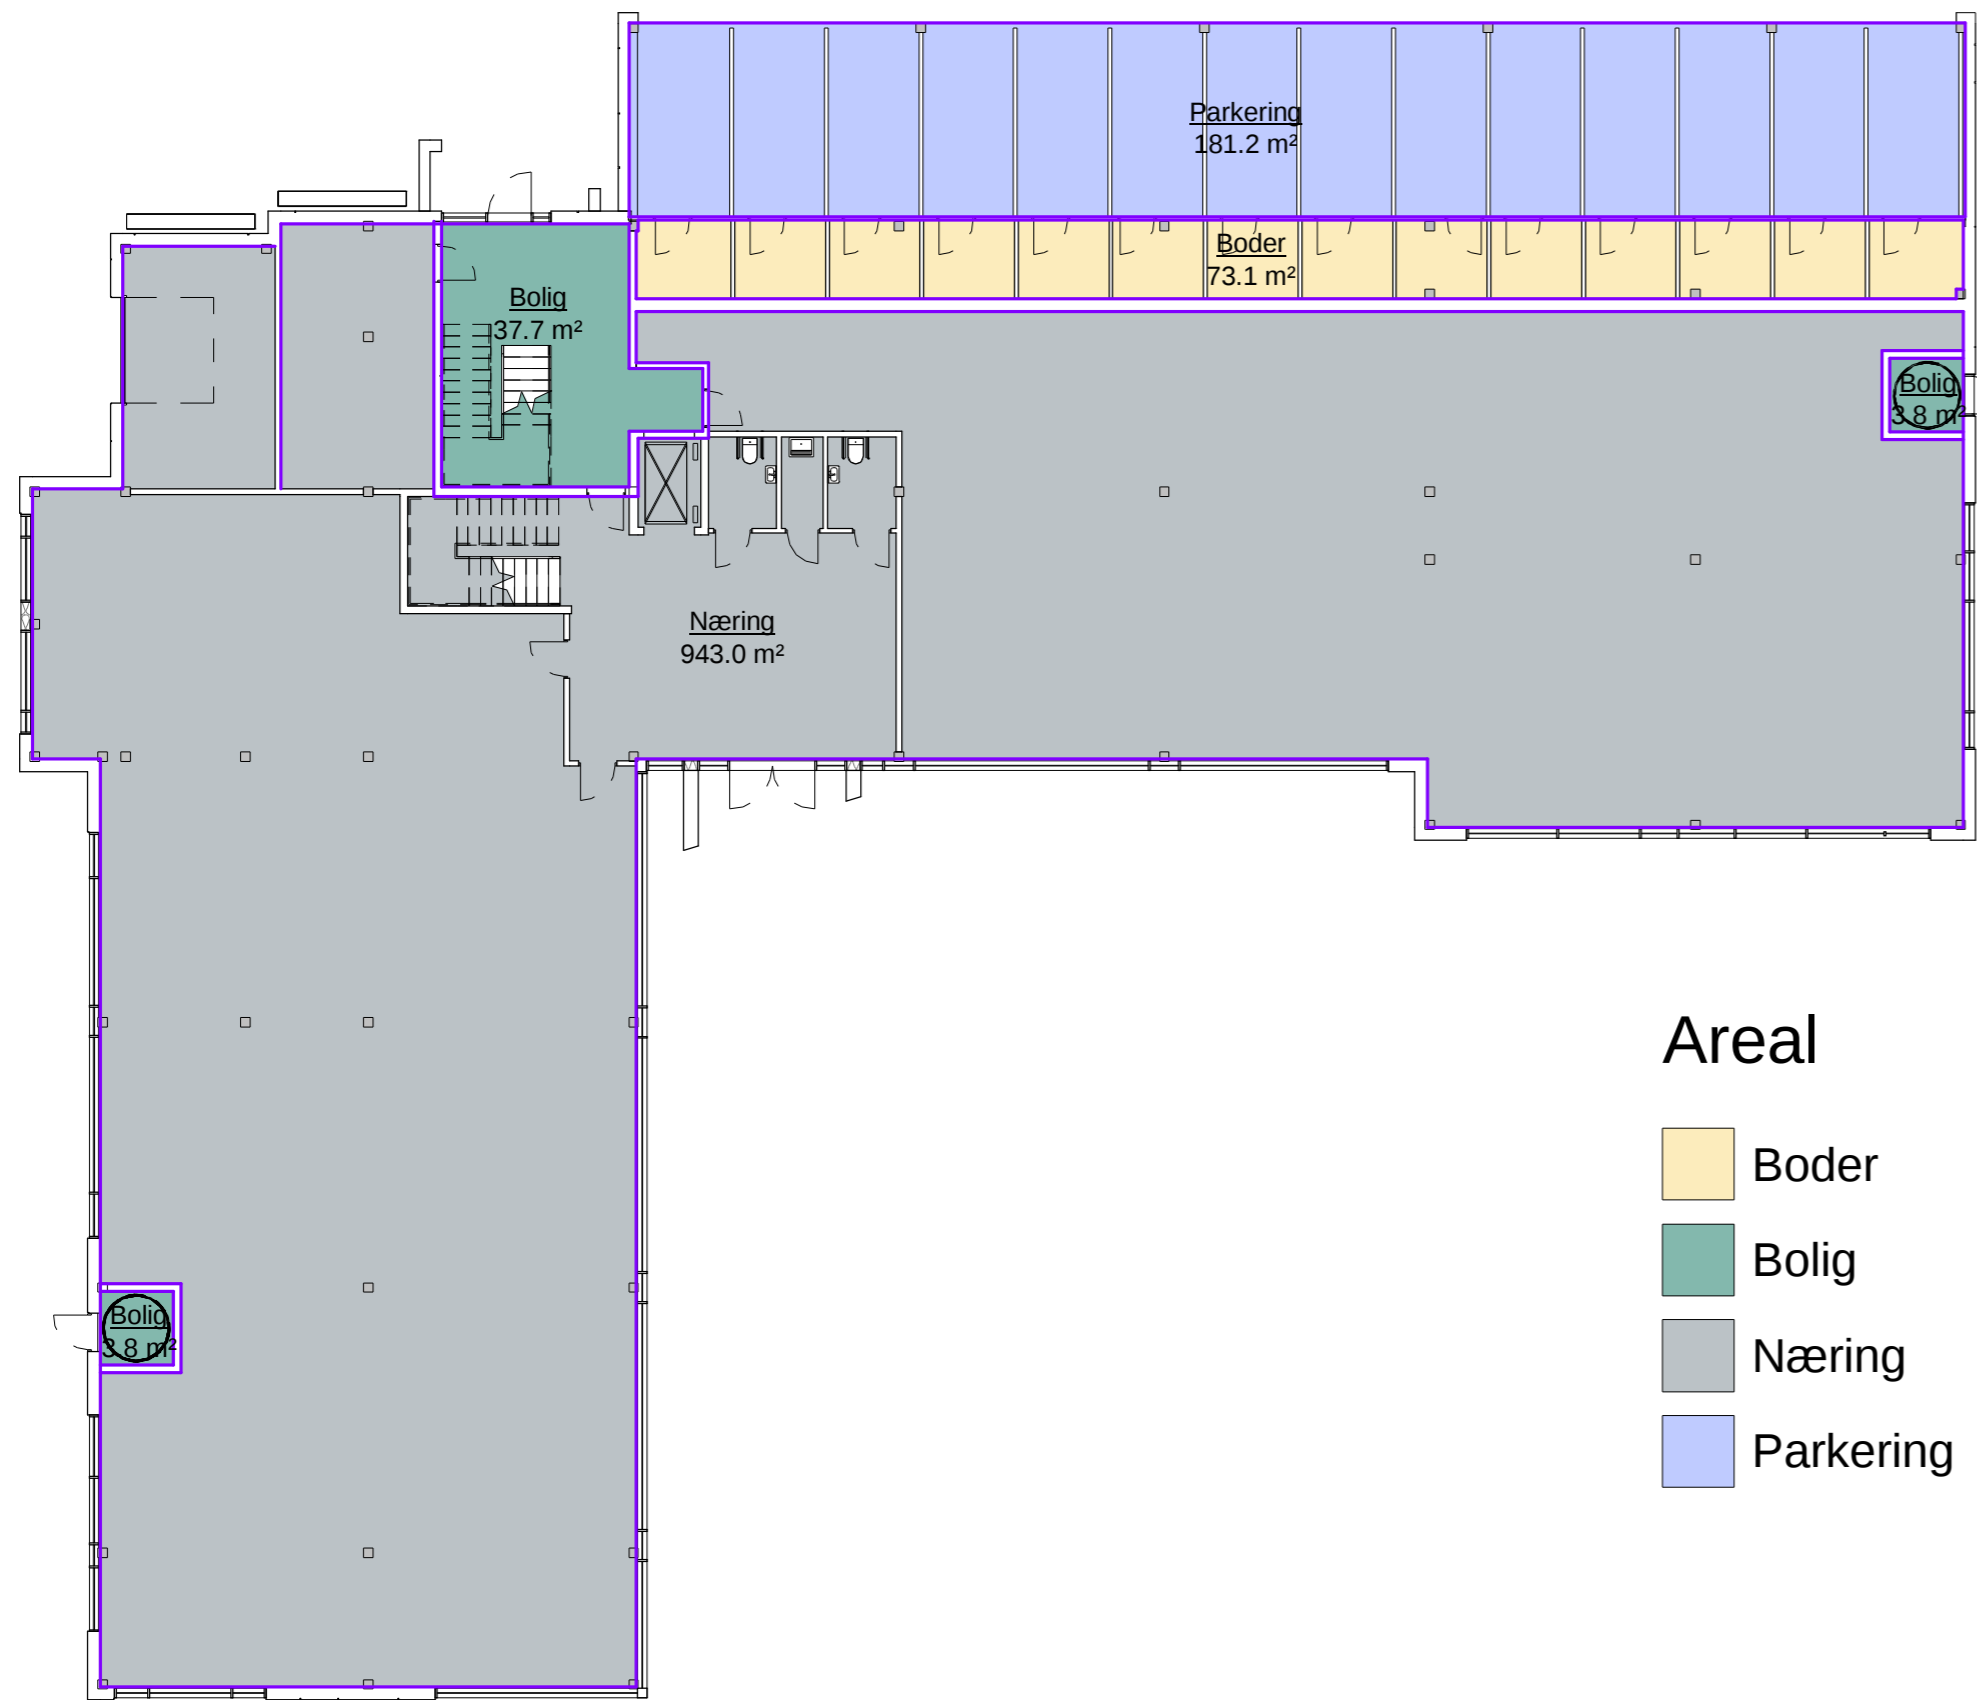 Parkering
181.2 m²
Boder
73.1 m²
Bolig
37.7 m²
Bolig
3.8 m²
Næring
943.0 m²
Bolig
3.8 m²
Areal
Boder
Bolig
Næring
Parkering